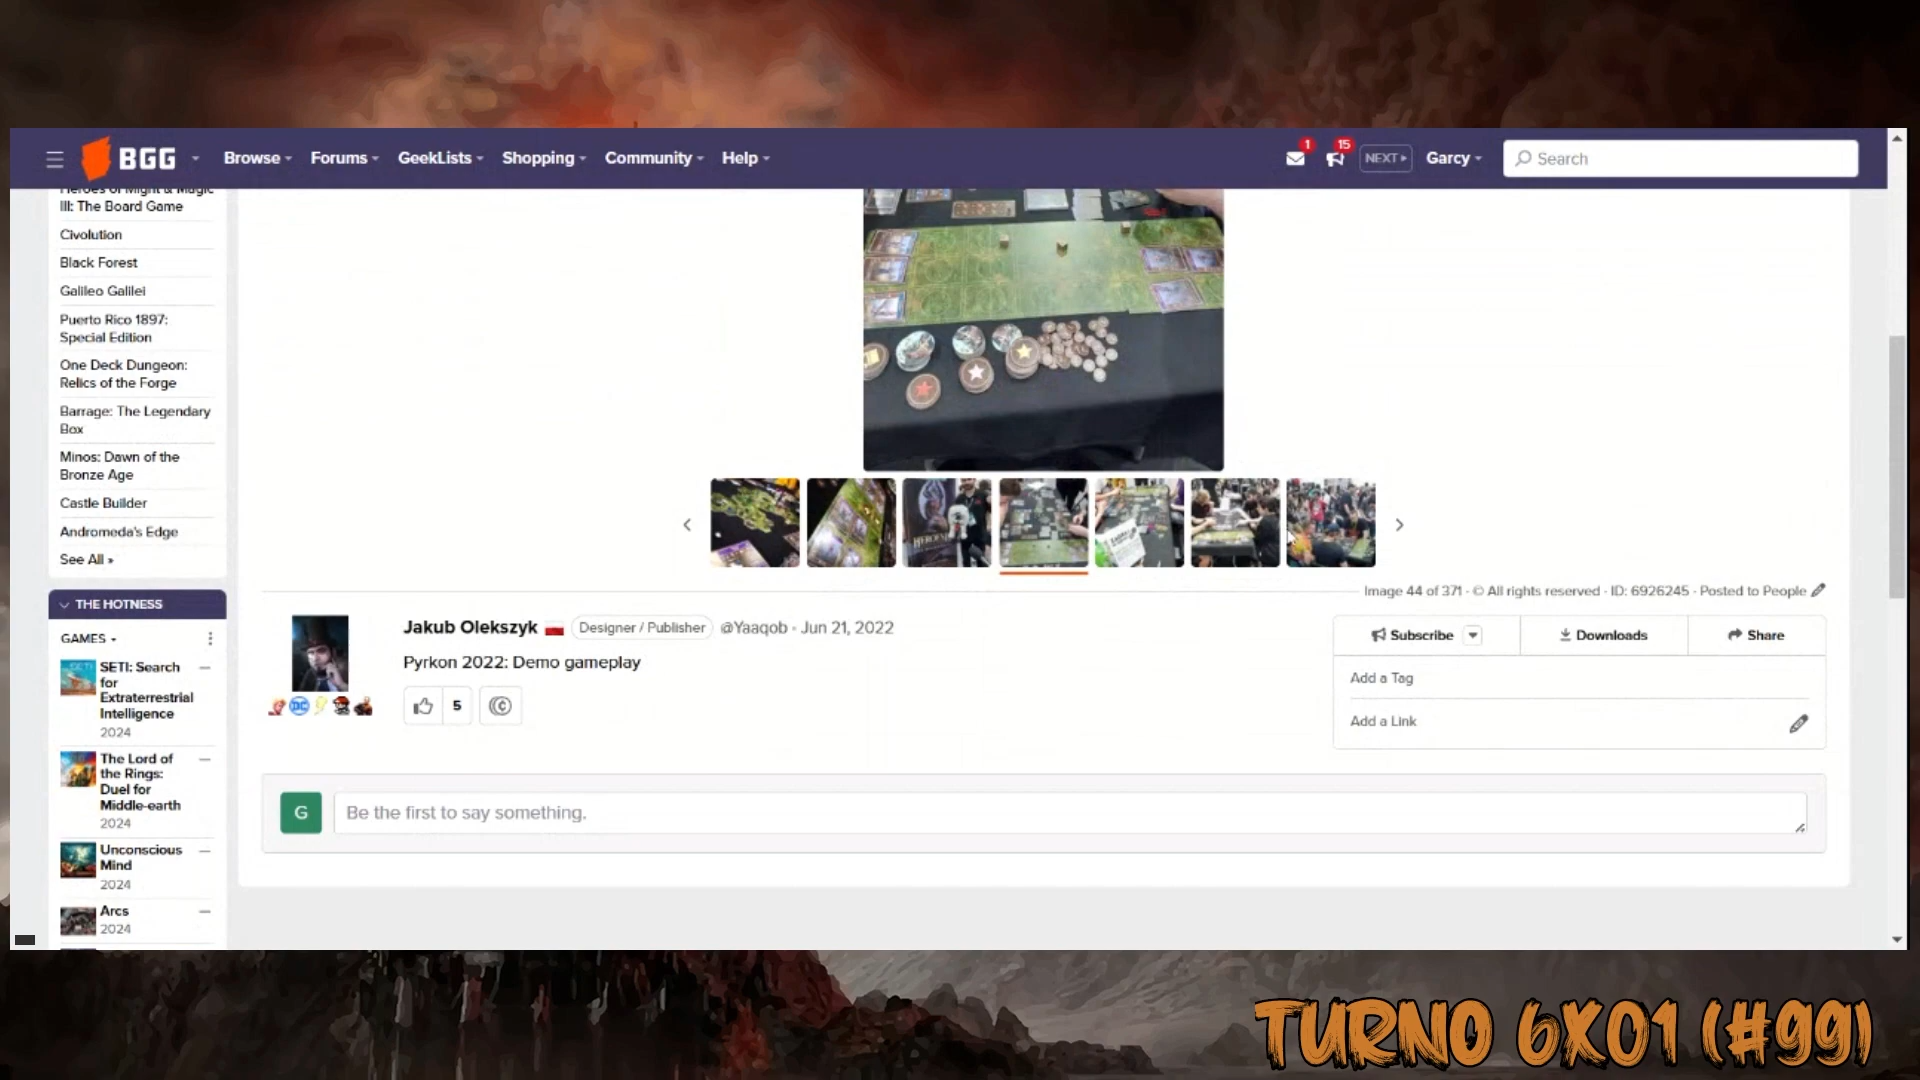 BGG
Browse
Forums
GeekLists
Shopping
Community
Help
1
15
NEXT
Garcy
Search
Heroes of Might & Magic
III: The Board Game
Civolution
Black Forest
Galileo Galilei
Puerto Rico 1897:
Special Edition
One Deck Dungeon:
Relics of the Forge
Barrage: The Legendary
Box
Minos: Dawn of the
Bronze Age
Castle Builder
Andromeda's Edge
See All »
THE HOTNESS
GAMES
SETI: Search
for
Extraterrestrial
Intelligence
2024
The Lord of
the Rings:
Duel for
Middle-earth
2024
Unconscious
Mind
2024
Arcs
2024
Image 44 of 371 · © All rights reserved · ID: 6926245 · Posted to People
Jakub Olekszyk Designer / Publisher @Yaaqob · Jun 21, 2022
Pyrkon 2022: Demo gameplay
5
Subscribe
Downloads
Share
Add a Tag
Add a Link
G
Be the first to say something.
TURNO 6X01 (#99)